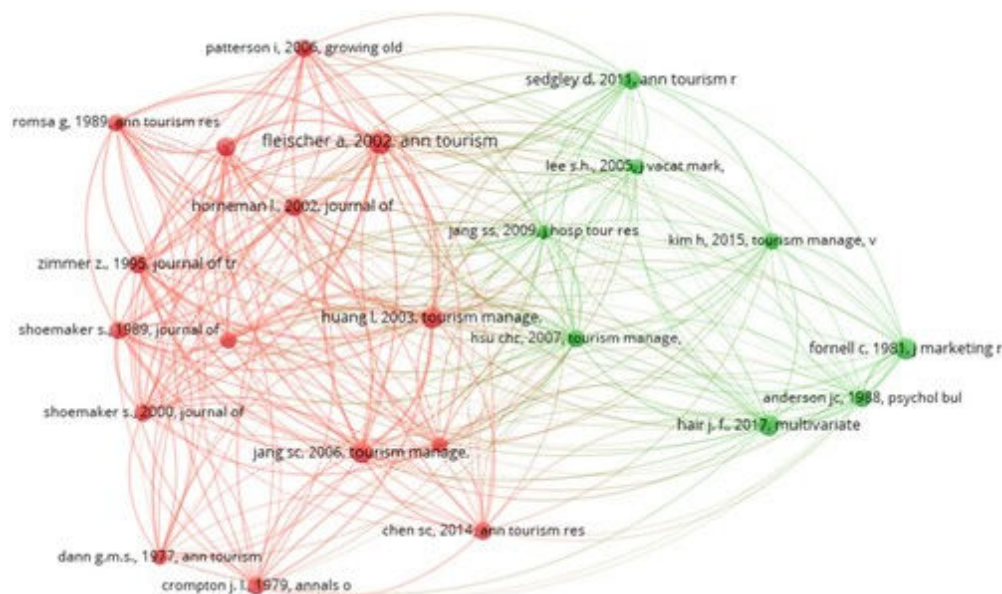 patterson i, 2006, growing old
sedgley d, 2011, ann tourism r
romsa g, 1989, ann tourism res
fleischer a, 2002, ann tourism
lee s.h., 2005, j vacat mark,
horneman l., 2002, journal of
jang ss, 2009, j hosp tour res
kim h, 2015, tourism manage, v
zimmer z., 1995, journal of tr
shoemaker s., 1989, journal of
huang l, 2003, tourism manage,
hsu chc, 2007, tourism manage,
fornell c, 1981, j marketing r
anderson jc, 1988, psychol bul
shoemaker s., 2000, journal of
hair j. f., 2017, multivariate
jang sc, 2006, tourism manage,
chen sc, 2014, ann tourism res
dann g.m.s., 1977, ann tourism
crompton j. l., 1979, annals o